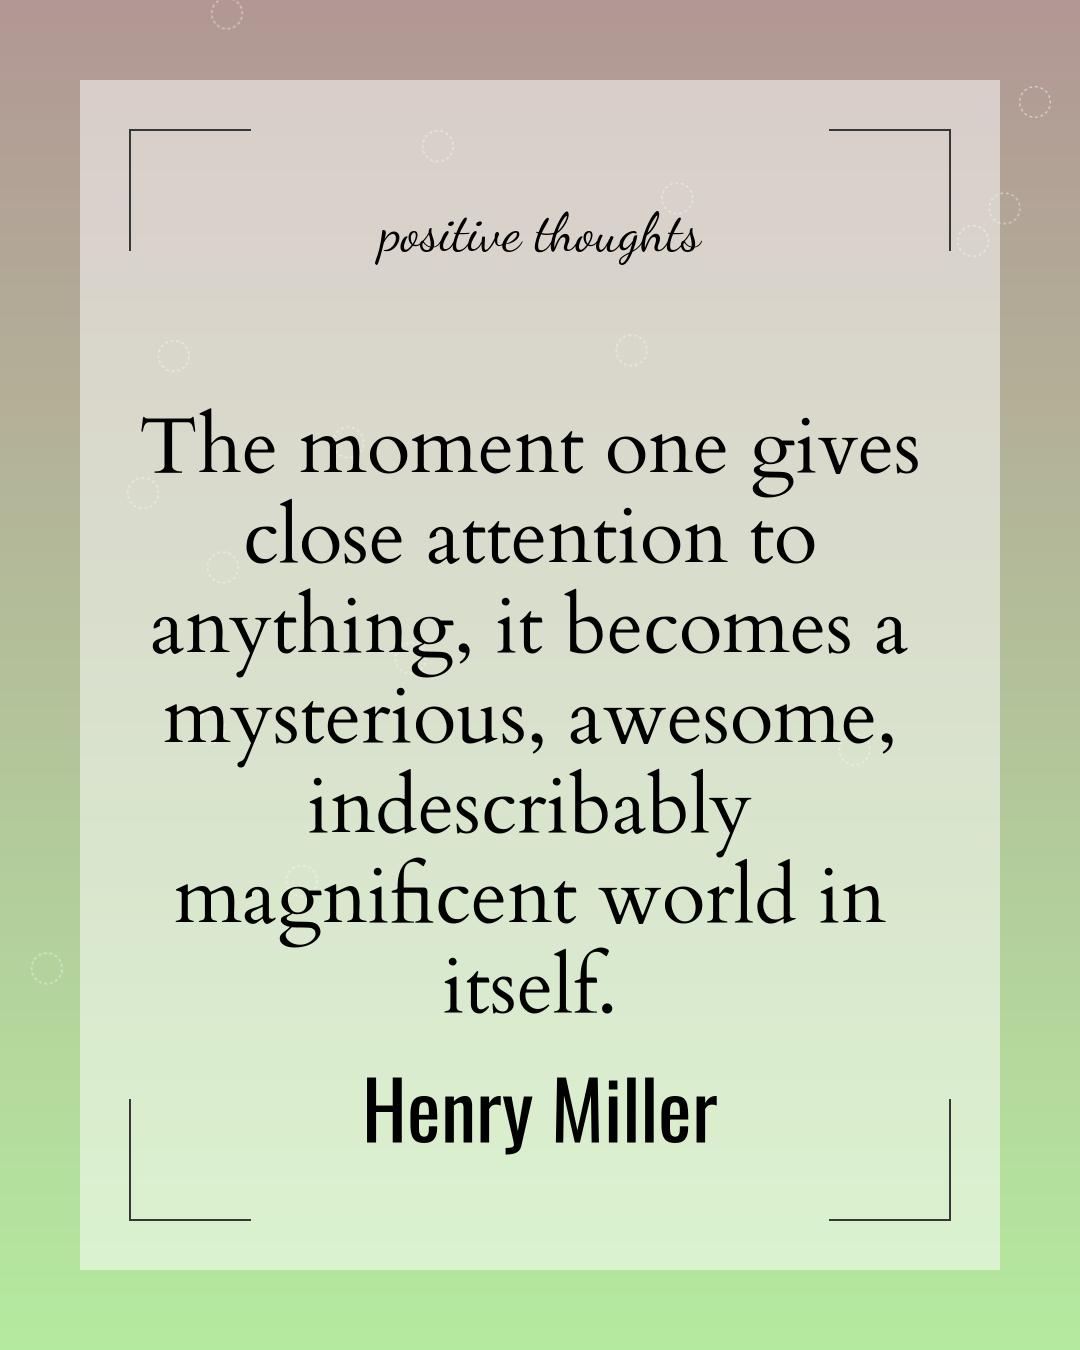 positive thoughts
The moment one gives
close attention to
anything, it becomes a
mysterious, awesome,
indescribably
magnificent world in
itself.
Henry Miller